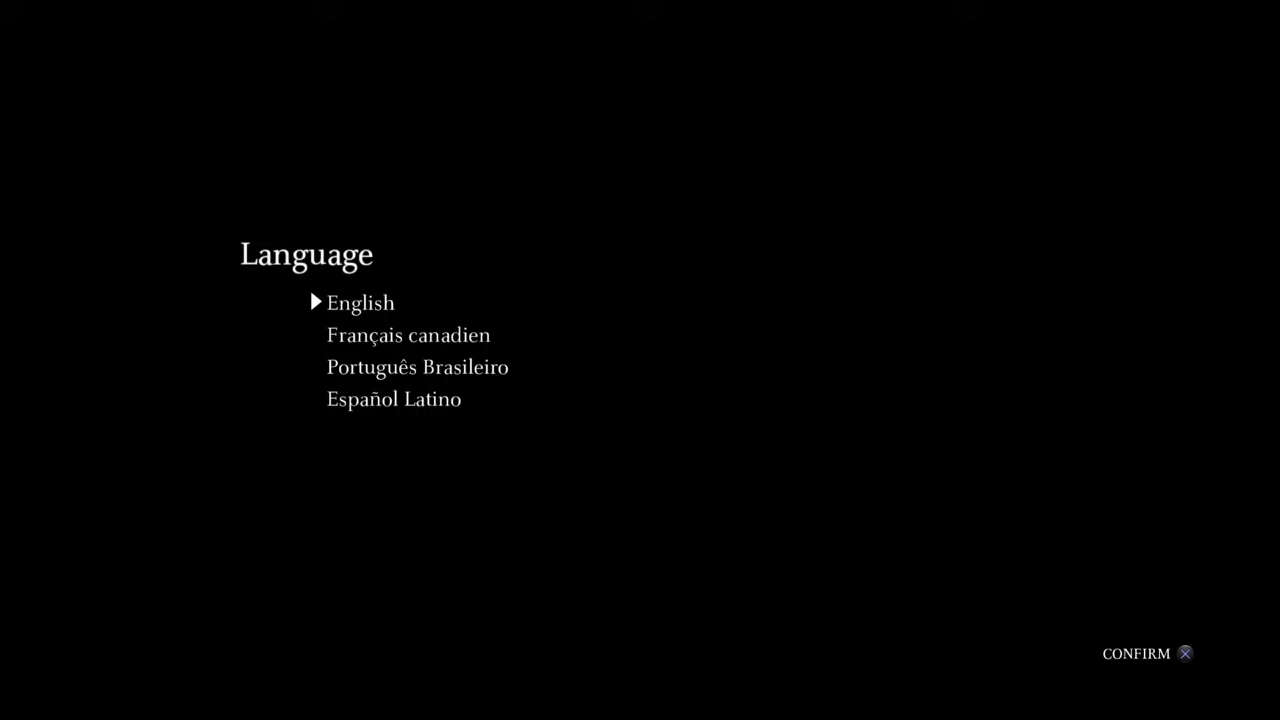 Language
English
Français canadien
Português Brasileiro
Español Latino
CONFIRM